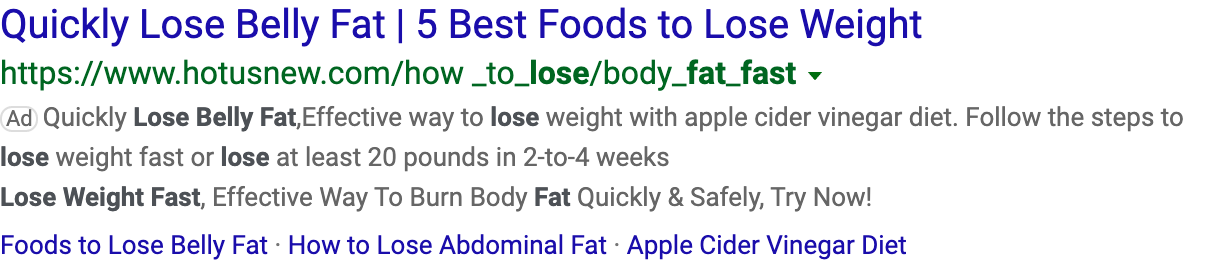 Quickly Lose Belly Fat | 5 Best Foods to Lose Weight
https://www.hotusnew.com/how _to_lose/body_fat_fast
Ad Quickly Lose Belly Fat,Effective way to lose weight with apple cider vinegar diet. Follow the steps to
lose weight fast or lose at least 20 pounds in 2-to-4 weeks
Lose Weight Fast, Effective Way To Burn Body Fat Quickly & Safely, Try Now!
Foods to Lose Belly Fat · How to Lose Abdominal Fat · Apple Cider Vinegar Diet